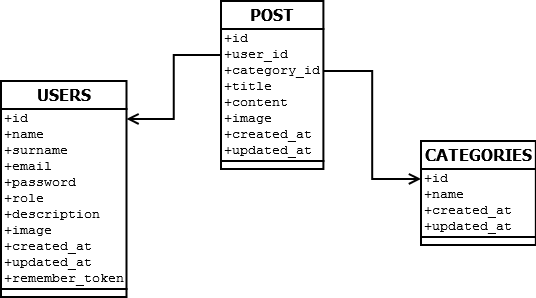 POST
+id
+user_id
+category_id
+title
+content
+image
+created_at
+updated_at
USERS
+id
+name
+surname
+email
+password
+role
+description
+image
+created_at
+updated_at
+remember_token
CATEGORIES
+id
+name
+created_at
+updated_at